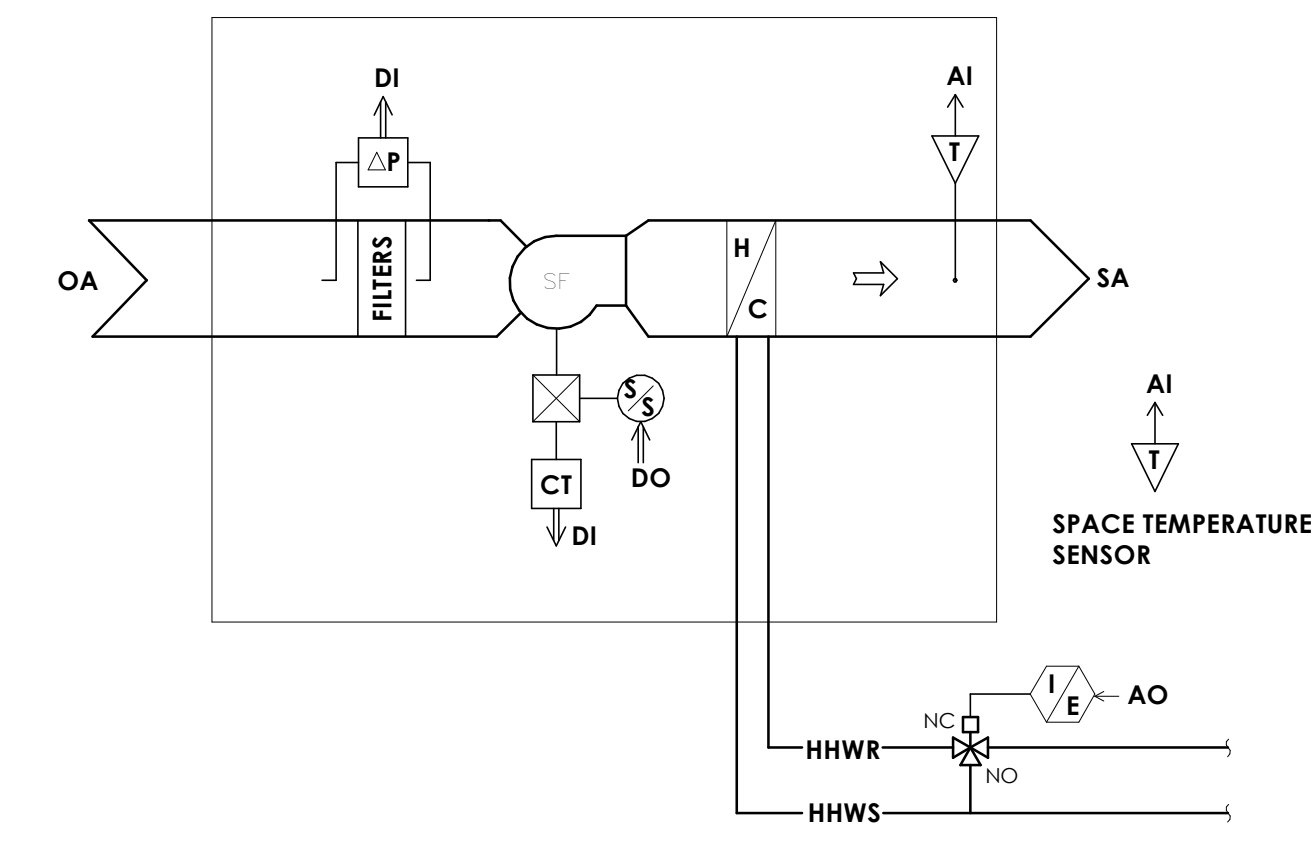 DI
AI
△P
T
OA
FILTERS
SF
H
C
SA
S
S
CT
DO
DI
AI
T
SPACE TEMPERATURE
SENSOR
I
E
AO
NC
HHWR
NO
HHWS